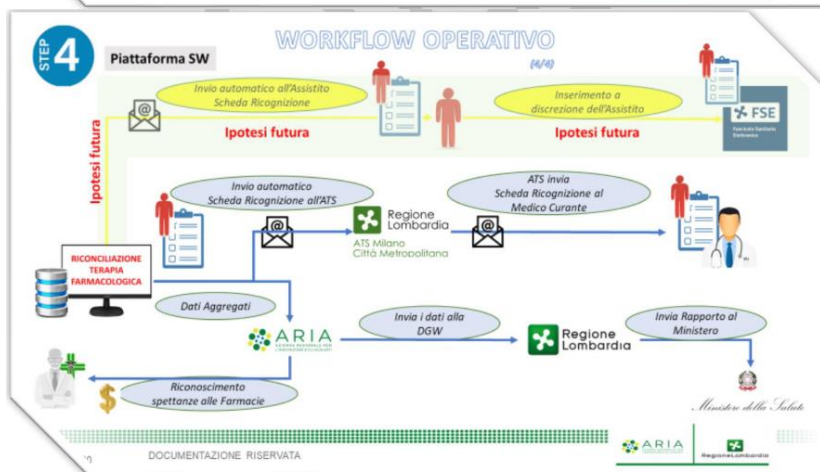 STEP
4
Piattaforma SW
WORKFLOW OPERATIVO
(4/4)
Invio automatico all'Assistito
Scheda Ricognizione
Inserimento a
discrezione dell'Assistito
Ipotesi futura
Ipotesi futura
FSE
Fascicolo Sanitario
Elettronico
Ipotesi futura
Invio automatico
Scheda Ricognizione all'ATS
ATS invia
Scheda Ricognizione al
Medico Curante
Regione
Lombardia
ATS Milano
Città Metropolitana
RICONCILIAZIONE
TERAPIA
FARMACOLOGICA
Dati Aggregati
Invia i dati alla
DGW
Invia Rapporto al
Ministero
ARIA
Regione
Lombardia
Riconoscimento
spettanze alle Farmacie
$
Ministero della Salute
DOCUMENTAZIONE RISERVATA
ARIA
Regione Lombardia